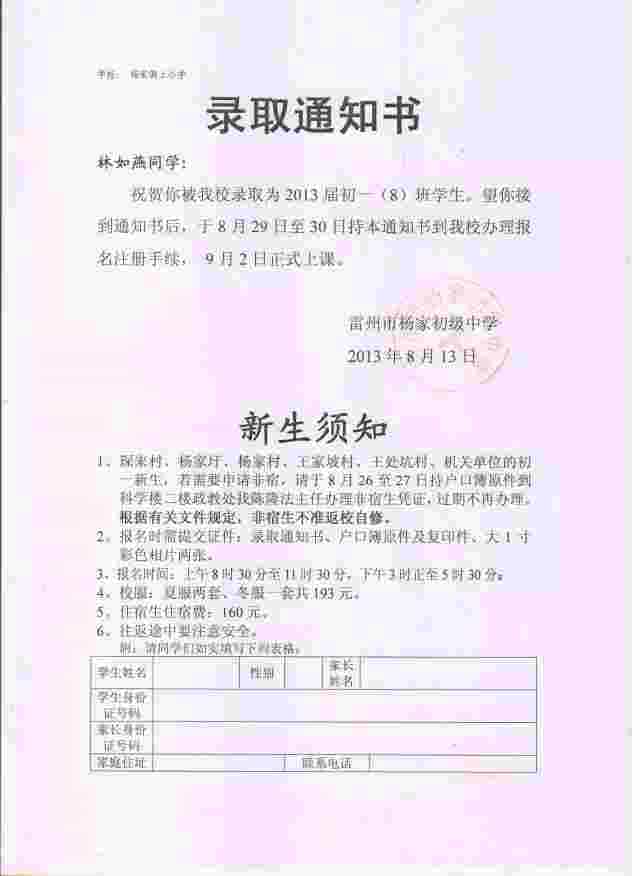 录取通知书
林如燕同学：
祝贺你被我校录取为 2013 届初一（8）班学生。望你接
到通知书后，于 8 月 29 日至 30 日持本通知书到我校办理报
名注册手续， 9 月 2 日正式上课。
雷州市杨家初级中学
2013 年 8 月 13 日
新生须知
1、琛来村、杨家圩、杨家村、王家坡村、王处坑村、机关单位的初
一新生，若需要申请非宿，请于 8 月 26 至 27 日持户口簿原件到
科学楼二楼政教处找陈隆法主任办理非宿生凭证，过期不再办理。
根据有关文件规定，非宿生不准返校自修。
2、报名时需提交证件：录取通知书、户口簿原件及复印件、大 1 寸
彩色相片两张。
3、报名时间：上午 8 时 30 分至 11 时 30 分，下午 3 时正至 5 时 30 分。
4、校服：夏服两套、冬服一套共 193 元。
5、住宿生住宿费：160 元。
6、往返途中要注意安全。
附：请同学们如实填写下列表格：
学生姓名 性别 家长
姓名
学生身份
证号码
家长身份
证号码
家庭住址 联系电话